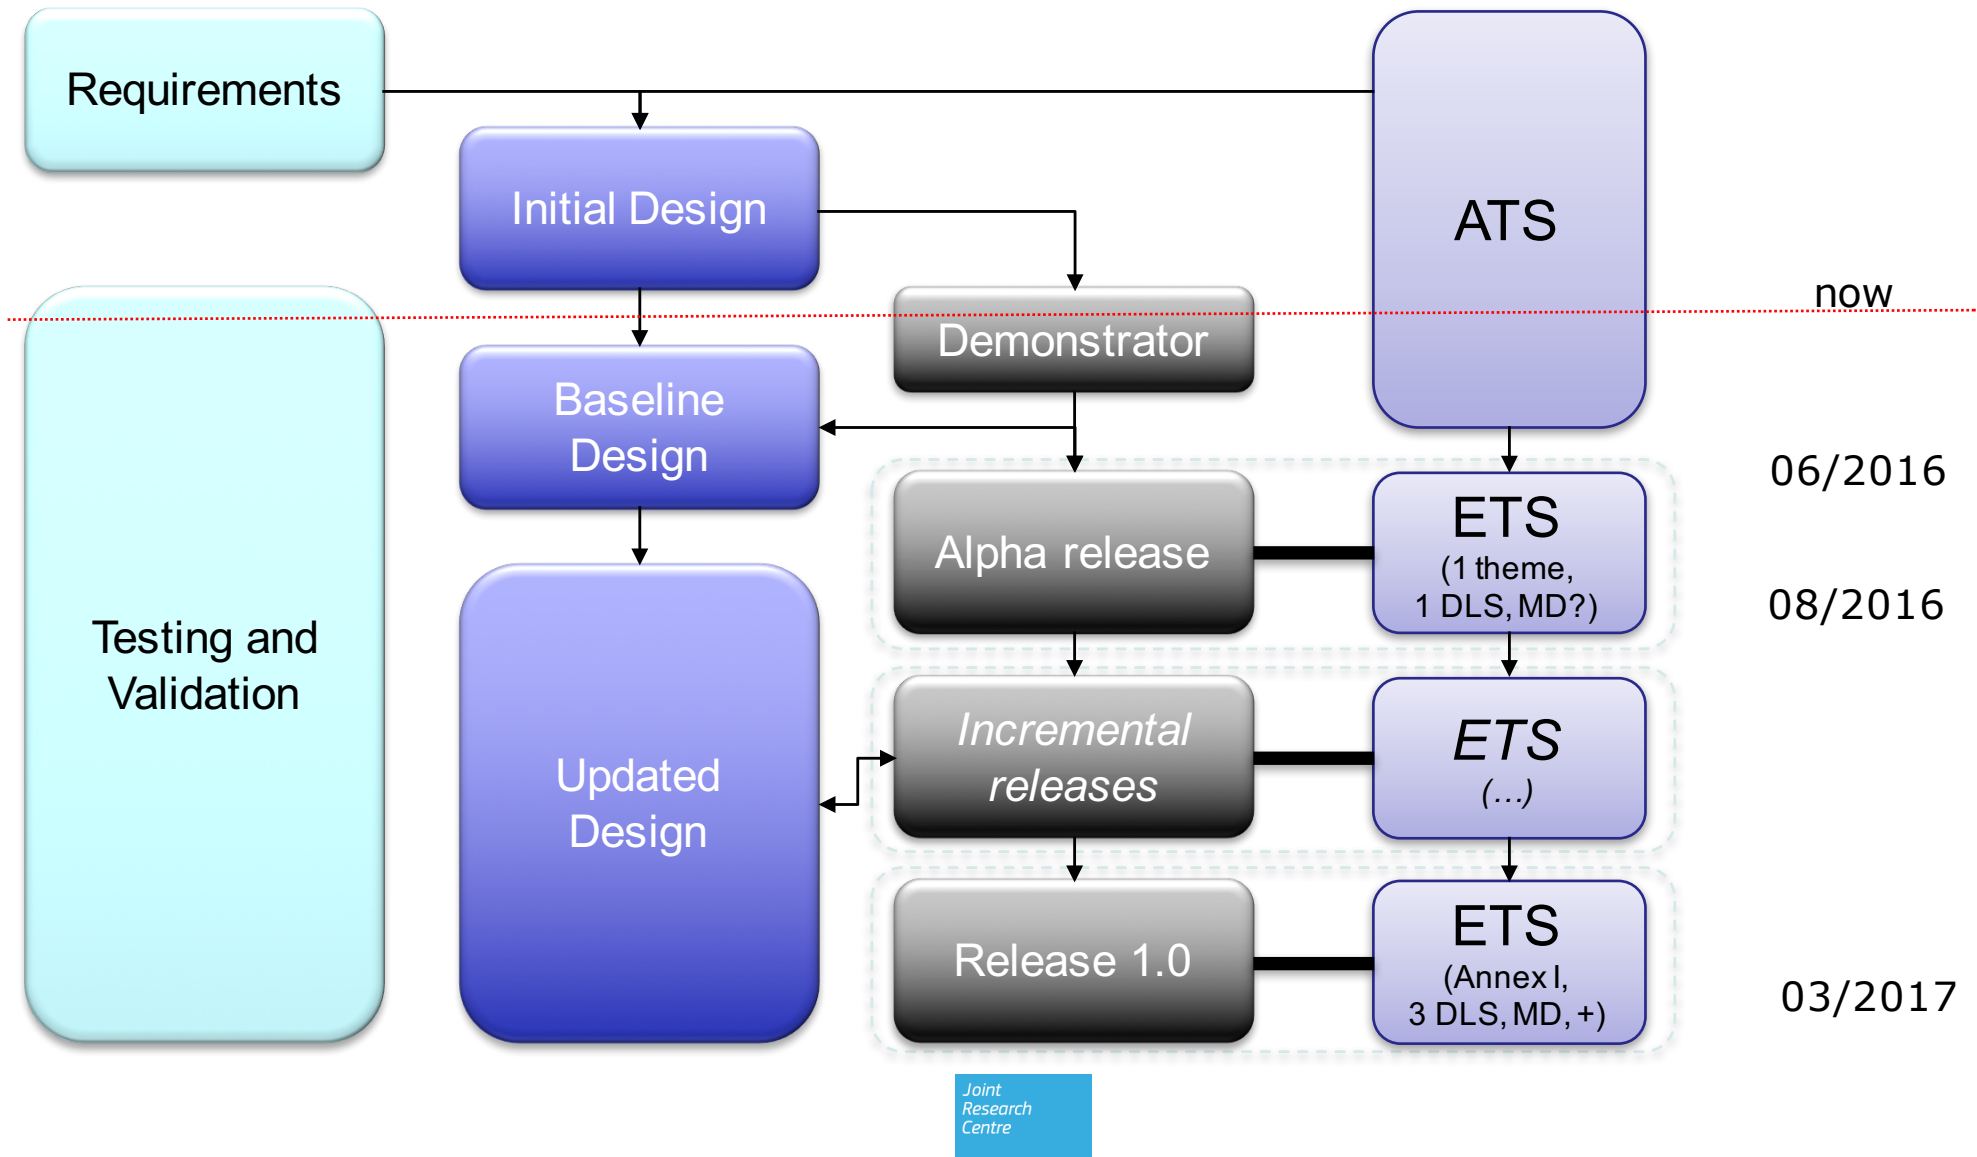 Requirements
Initial Design
ATS
now
Demonstrator
Baseline
Design
06/2016
Alpha release
ETS
(1 theme,
1 DLS, MD?)
08/2016
Testing and
Validation
Updated
Design
Incremental
releases
ETS
(...)
Release 1.0
ETS
(Annex I,
3 DLS, MD, +)
03/2017
Joint
Research
Centre